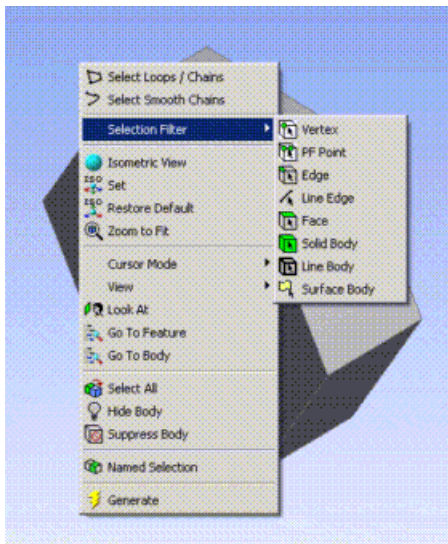 Select Loops / Chains
Select Smooth Chains
Selection Filter
Isometric View
ISO
Set
ISO
Restore Default
Zoom to Fit
Cursor Mode
View
Look At
Go To Feature
Go To Body
Select All
Hide Body
Suppress Body
Named Selection
Generate
Vertex
PF Point
Edge
Line Edge
Face
Solid Body
Line Body
Surface Body